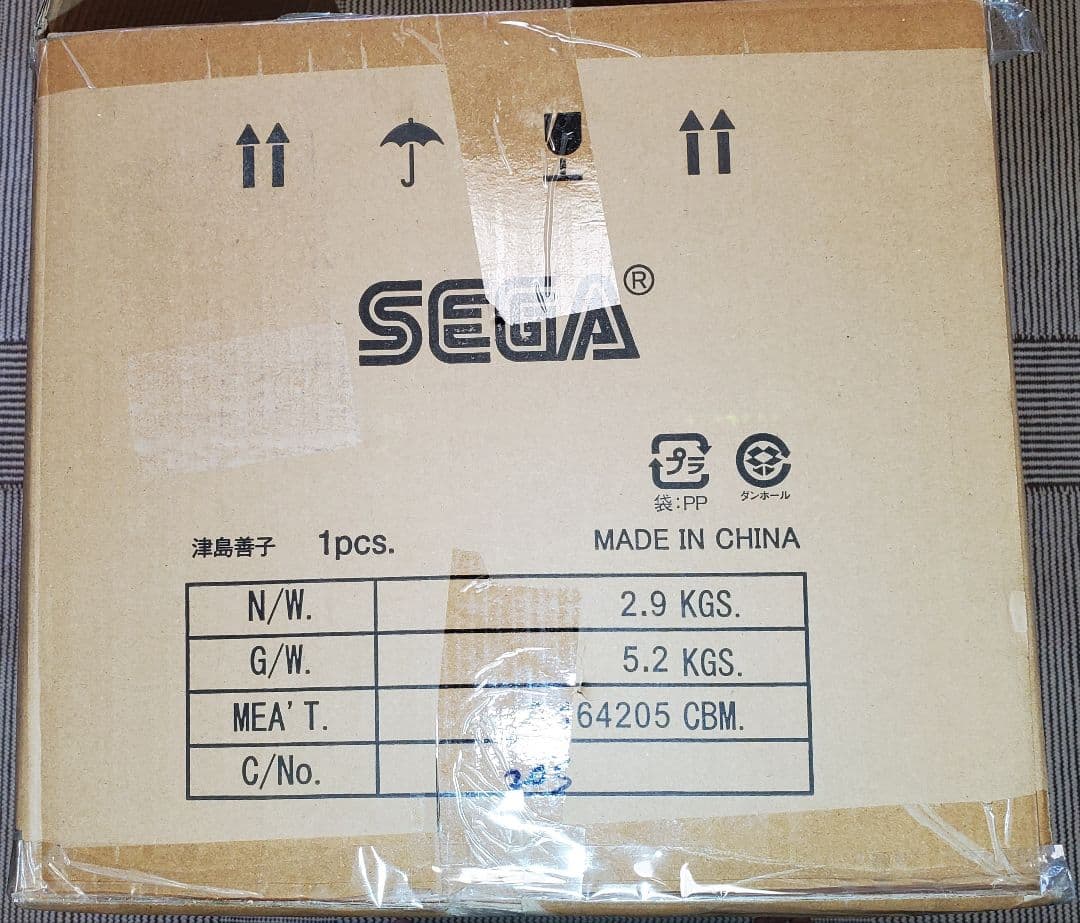 SEGA®
プラ
袋:PP
ダンボール
津島善子 1pcs. MADE IN CHINA
N/W. 2.9 KGS.
G/W. 5.2 KGS.
MEA'T. 64205 CBM.
C/No. 203